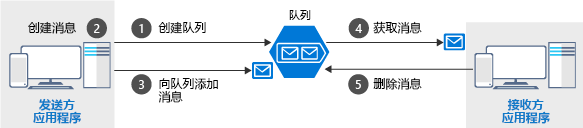 创建消息 2
1 创建队列
3 向队列添加
消息
发送方
应用程序
队列
4 获取消息
5 删除消息
接收方
应用程序